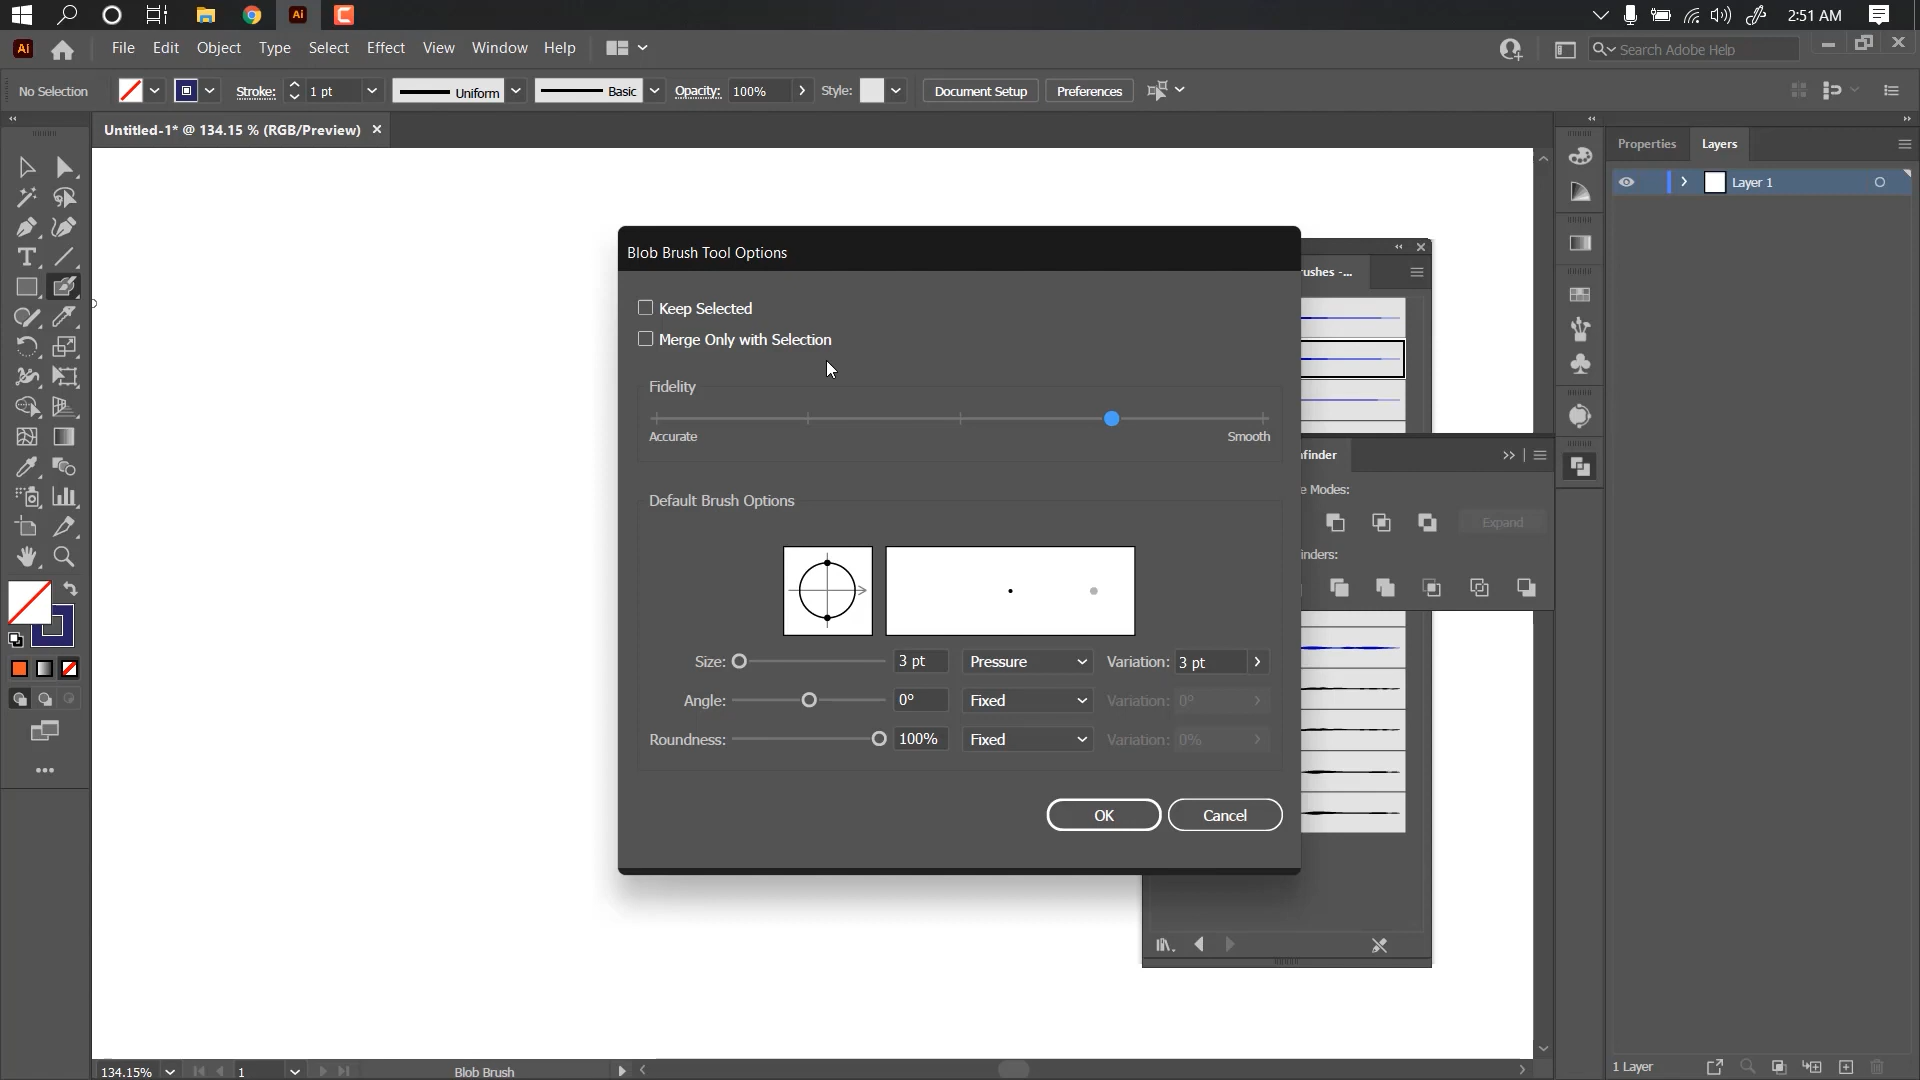 Ai
2:51 AM
Ai
File Edit Object Type Select Effect View Window Help
Search Adobe Help
No Selection
Stroke:
1 pt
Uniform
Basic
Opacity:
100%
Style:
Document Setup
Preferences
Untitled-1* @ 134.15 % (RGB/Preview)
Properties
Layers
Layer 1
Blob Brush Tool Options
Keep Selected
Merge Only with Selection
Fidelity
Accurate
Smooth
Default Brush Options
Size:
3 pt
Pressure
Variation:
3 pt
Angle:
0°
Fixed
Variation:
0°
Roundness:
100%
Fixed
Variation:
0%
OK
Cancel
ushes -...
nfinder
e Modes:
Expand
inders:
134.15%
1
Blob Brush
1 Layer